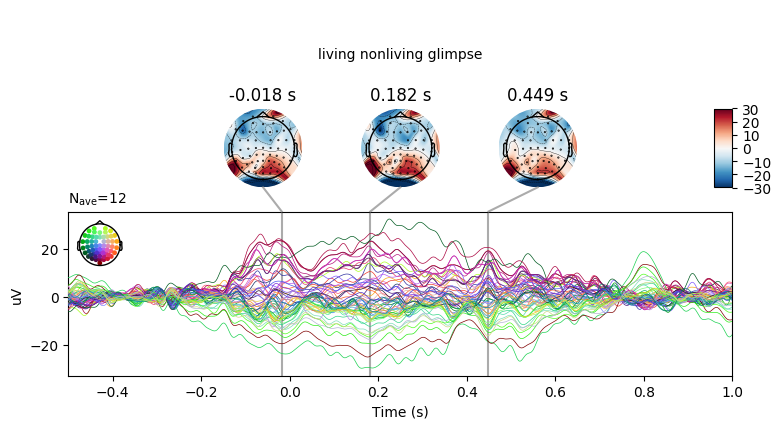 living nonliving glimpse
-0.018 s 0.182 s 0.449 s
30
20
10
0
−10
−20
−30
Nave=12
20
0
−20
uV
−0.4 −0.2 0.0 0.2 0.4 0.6 0.8 1.0
Time (s)